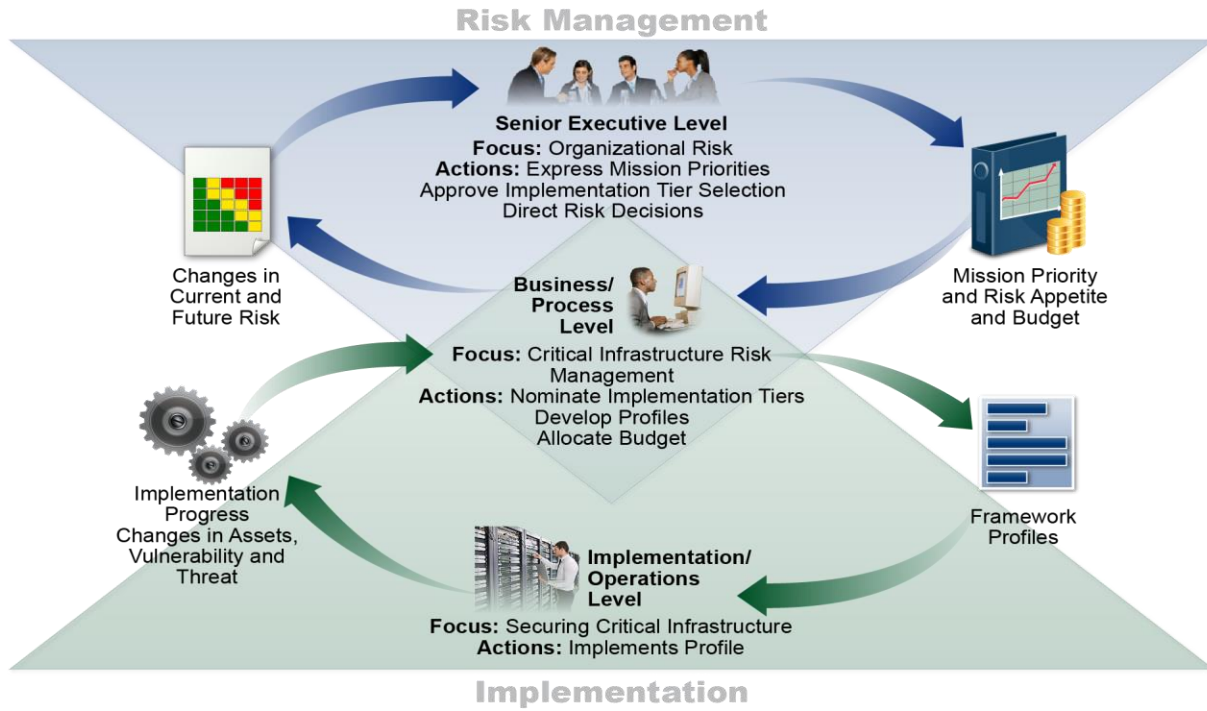 Risk Management
Senior Executive Level
Focus: Organizational Risk
Actions: Express Mission Priorities
Approve Implementation Tier Selection
Direct Risk Decisions
Changes in
Current and
Future Risk
Mission Priority
and Risk Appetite
and Budget
Business/
Process
Level
Focus: Critical Infrastructure Risk
Management
Actions: Nominate Implementation Tiers
Develop Profiles
Allocate Budget
Implementation
Progress
Changes in Assets,
Vulnerability and
Threat
Framework
Profiles
Implementation/
Operations
Level
Focus: Securing Critical Infrastructure
Actions: Implements Profile
Implementation